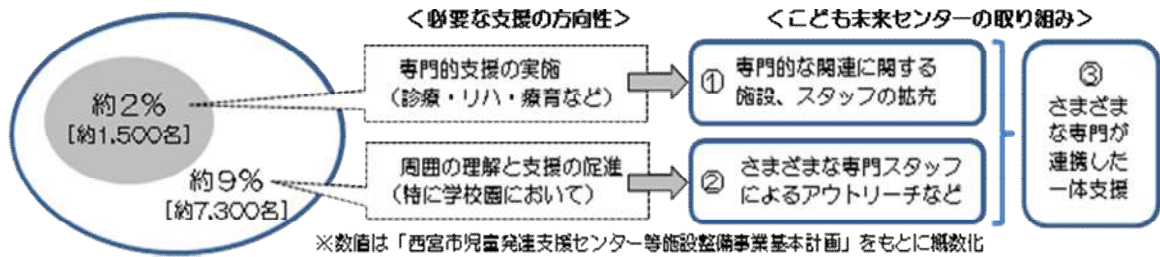 ＜必要な支援の方向性＞
＜こども未来センターの取り組み＞
約2%
[約1,500名]
約9%
[約7,300名]
専門的支援の実施
（診療・リハ・療育など）
周囲の理解と支援の促進
（特に学校園において）
① 専門的な関連に関する
施設、スタッフの拡充
② さまざまな専門スタッフ
によるアウトリーチなど
③
さまざま
な専門が
連携した
一体支援
※数値は「西宮市児童発達支援センター等施設整備事業基本計画」をもとに概数化